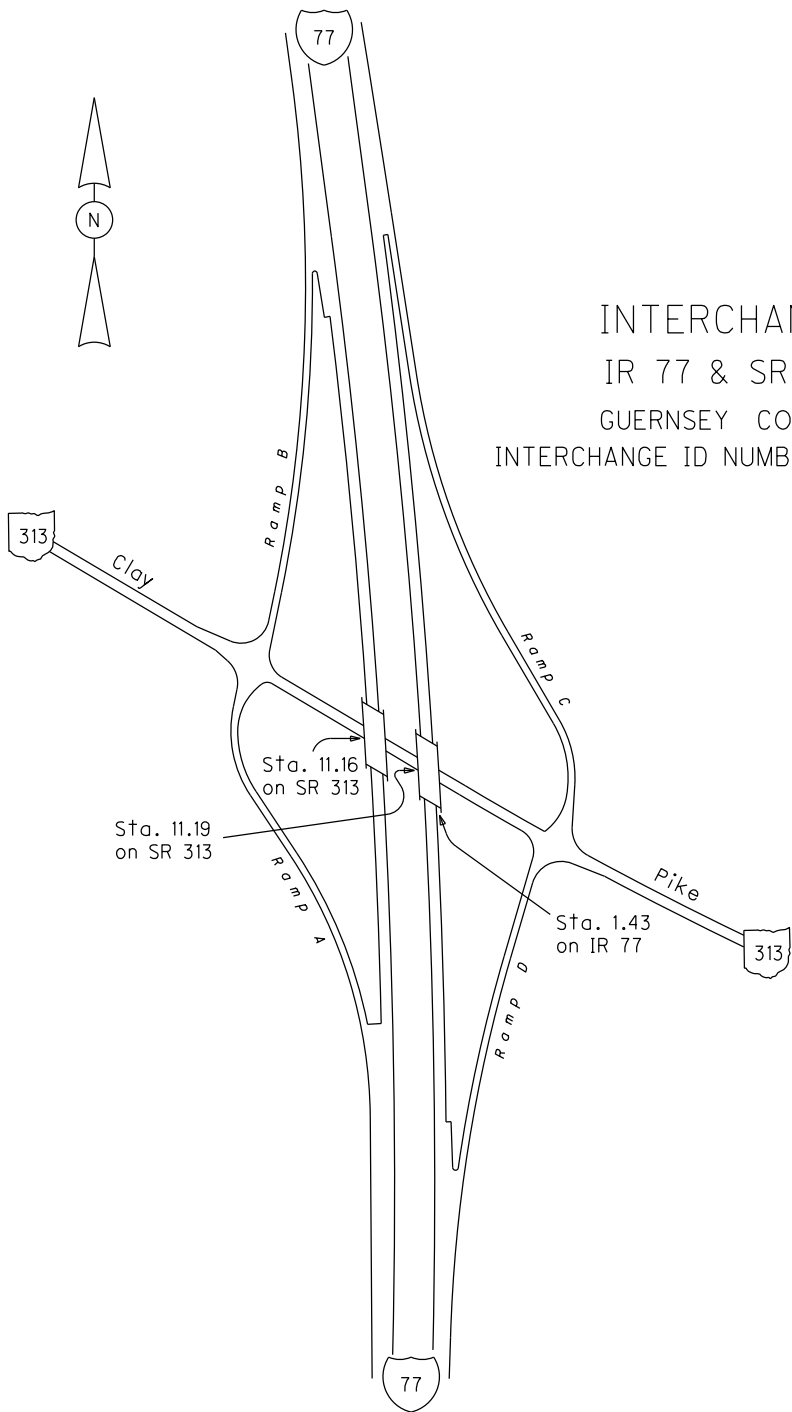 77
N
INTERCHAN
IR 77 & SR
GUERNSEY CO
INTERCHANGE ID NUMB
Ramp B
313
Clay
Ramp C
Sta. 11.16
on SR 313
Sta. 11.19
on SR 313
Ramp A
Pike
Sta. 1.43
on IR 77
313
Ramp D
77